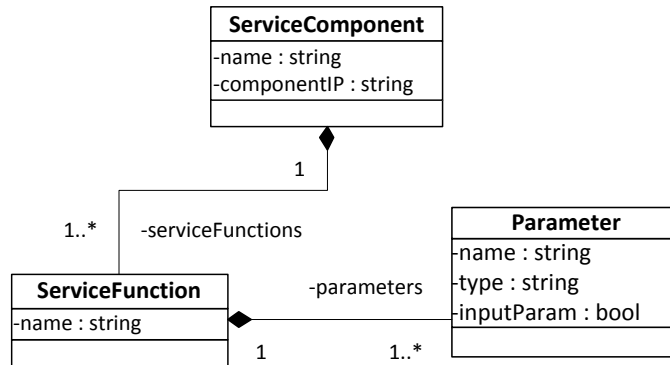 ServiceComponent
-name : string
-componentIP : string
1
1..*
-serviceFunctions
Parameter
-name : string
-type : string
-inputParam : bool
ServiceFunction
-name : string
-parameters
1
1..*